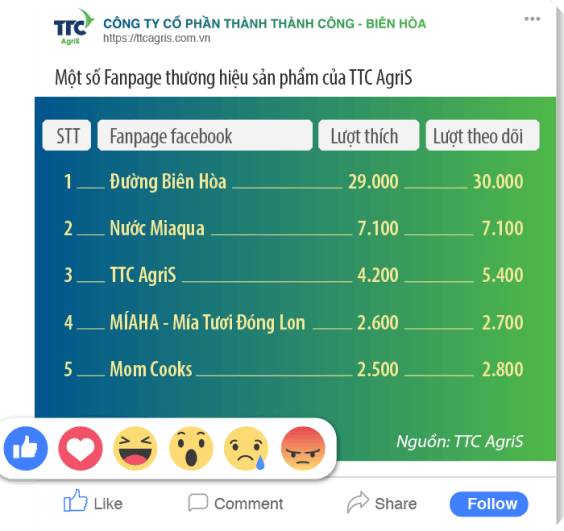 TTC
AgriS
CÔNG TY CỔ PHẦN THÀNH THÀNH CÔNG - BIÊN HÒA
https://ttcagris.com.vn
Một số Fanpage thương hiệu sản phẩm của TTC AgriS
STT Fanpage facebook Lượt thích Lượt theo dõi
1 Đường Biên Hòa 29.000 30.000
2 Nước Miaqua 7.100 7.100
3 TTC AgriS 4.200 5.400
4 MÍAHA - Mía Tươi Đóng Lon 2.600 2.700
5 Mom Cooks 2.500 2.800
Nguồn: TTC AgriS
Like Comment Share Follow